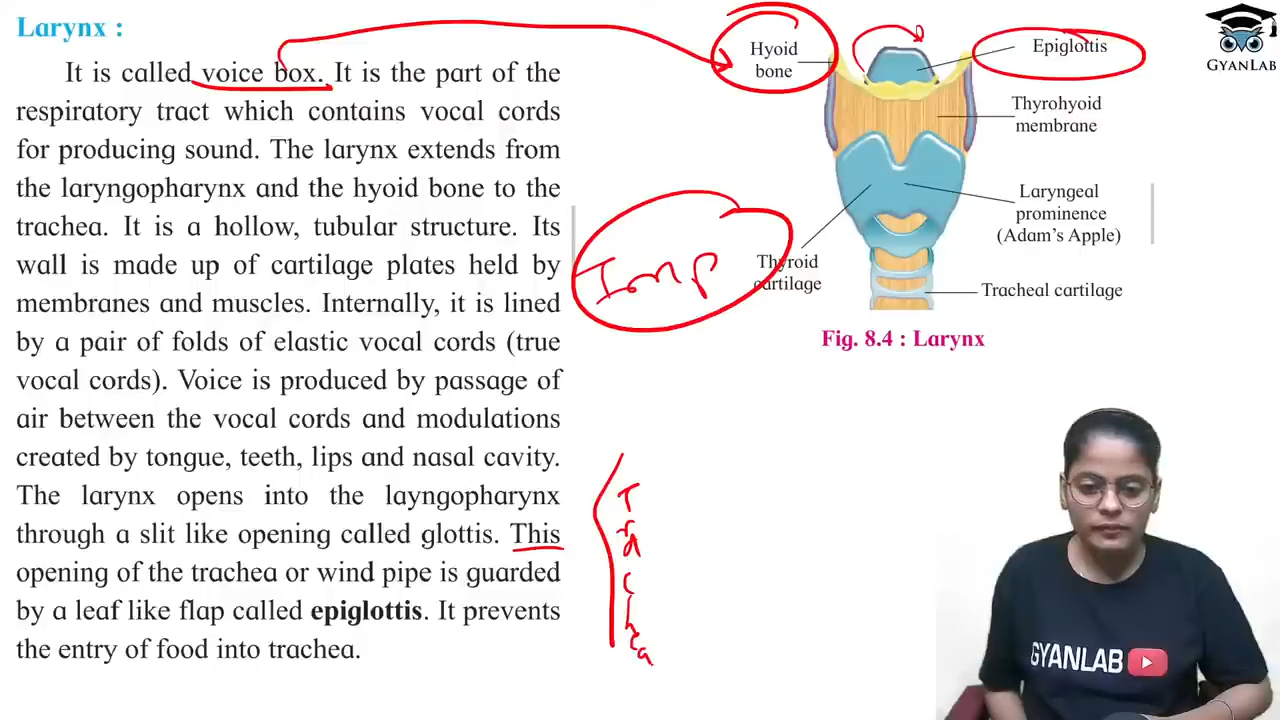 Larynx :
It is called voice box. It is the part of the
respiratory tract which contains vocal cords
for producing sound. The larynx extends from
the laryngopharynx and the hyoid bone to the
trachea. It is a hollow, tubular structure. Its
wall is made up of cartilage plates held by
membranes and muscles. Internally, it is lined
by a pair of folds of elastic vocal cords (true
vocal cords). Voice is produced by passage of
air between the vocal cords and modulations
created by tongue, teeth, lips and nasal cavity.
The larynx opens into the layngopharynx
through a slit like opening called glottis. This
opening of the trachea or wind pipe is guarded
by a leaf like flap called epiglottis. It prevents
the entry of food into trachea.
Imp
Trachea
Hyoid
bone
Epiglottis
Thyrohyoid
membrane
Laryngeal
prominence
(Adam's Apple)
Thyroid
cartilage
Tracheal cartilage
Fig. 8.4 : Larynx
GYANLAB
GYANLAB